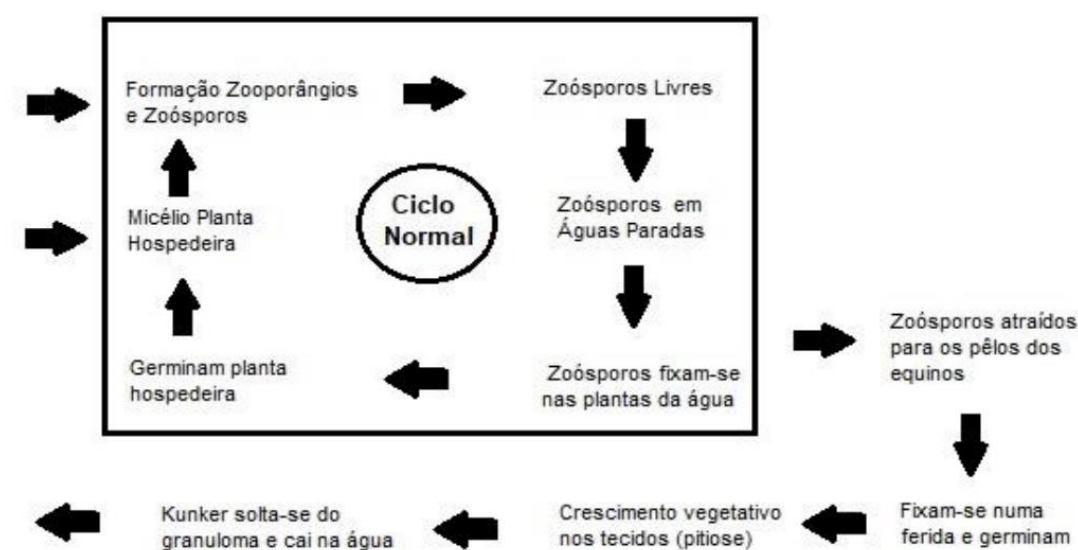 Formação Zooporângios
e Zoósporos
Zoósporos Livres
Ciclo
Normal
Micélio Planta
Hospedeira
Zoósporos em
Águas Paradas
Germinam planta
hospedeira
Zoósporos fixam-se
nas plantas da água
Zoósporos atraídos
para os pêlos dos
equinos
Kunker solta-se do
granuloma e cai na água
Crescimento vegetativo
nos tecidos (pitiose)
Fixam-se numa
ferida e germinam